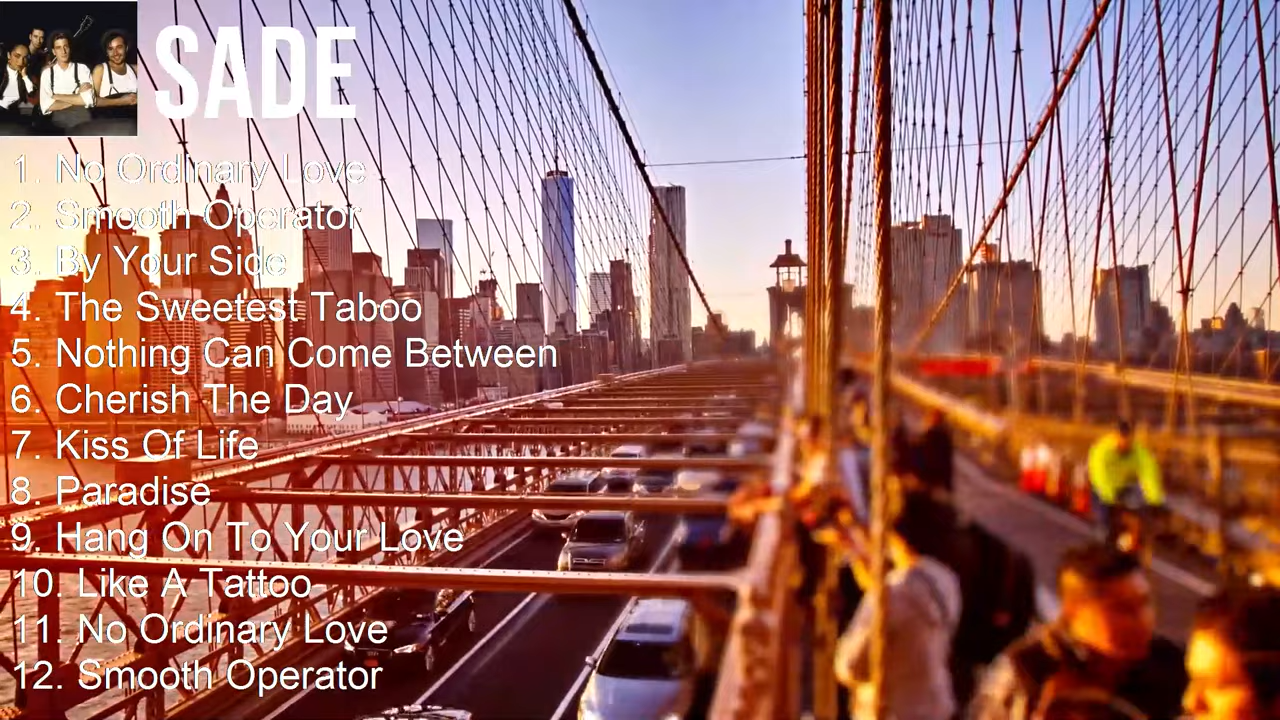 SADE
1. No Ordinary Love
2. Smooth Operator
3. By Your Side
4. The Sweetest Taboo
5. Nothing Can Come Between
6. Cherish The Day
7. Kiss Of Life
8. Paradise
9. Hang On To Your Love
10. Like A Tattoo
11. No Ordinary Love
12. Smooth Operator